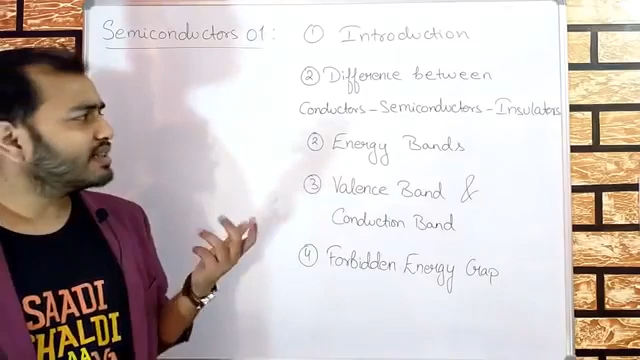 Semiconductors 01 :
① Introduction
② Difference between
Conductors - Semiconductors - Insulators
② Energy Bands
③ Valence Band &
Conduction Band
④ Forbidden Energy Gap
SAADI
CHALDI